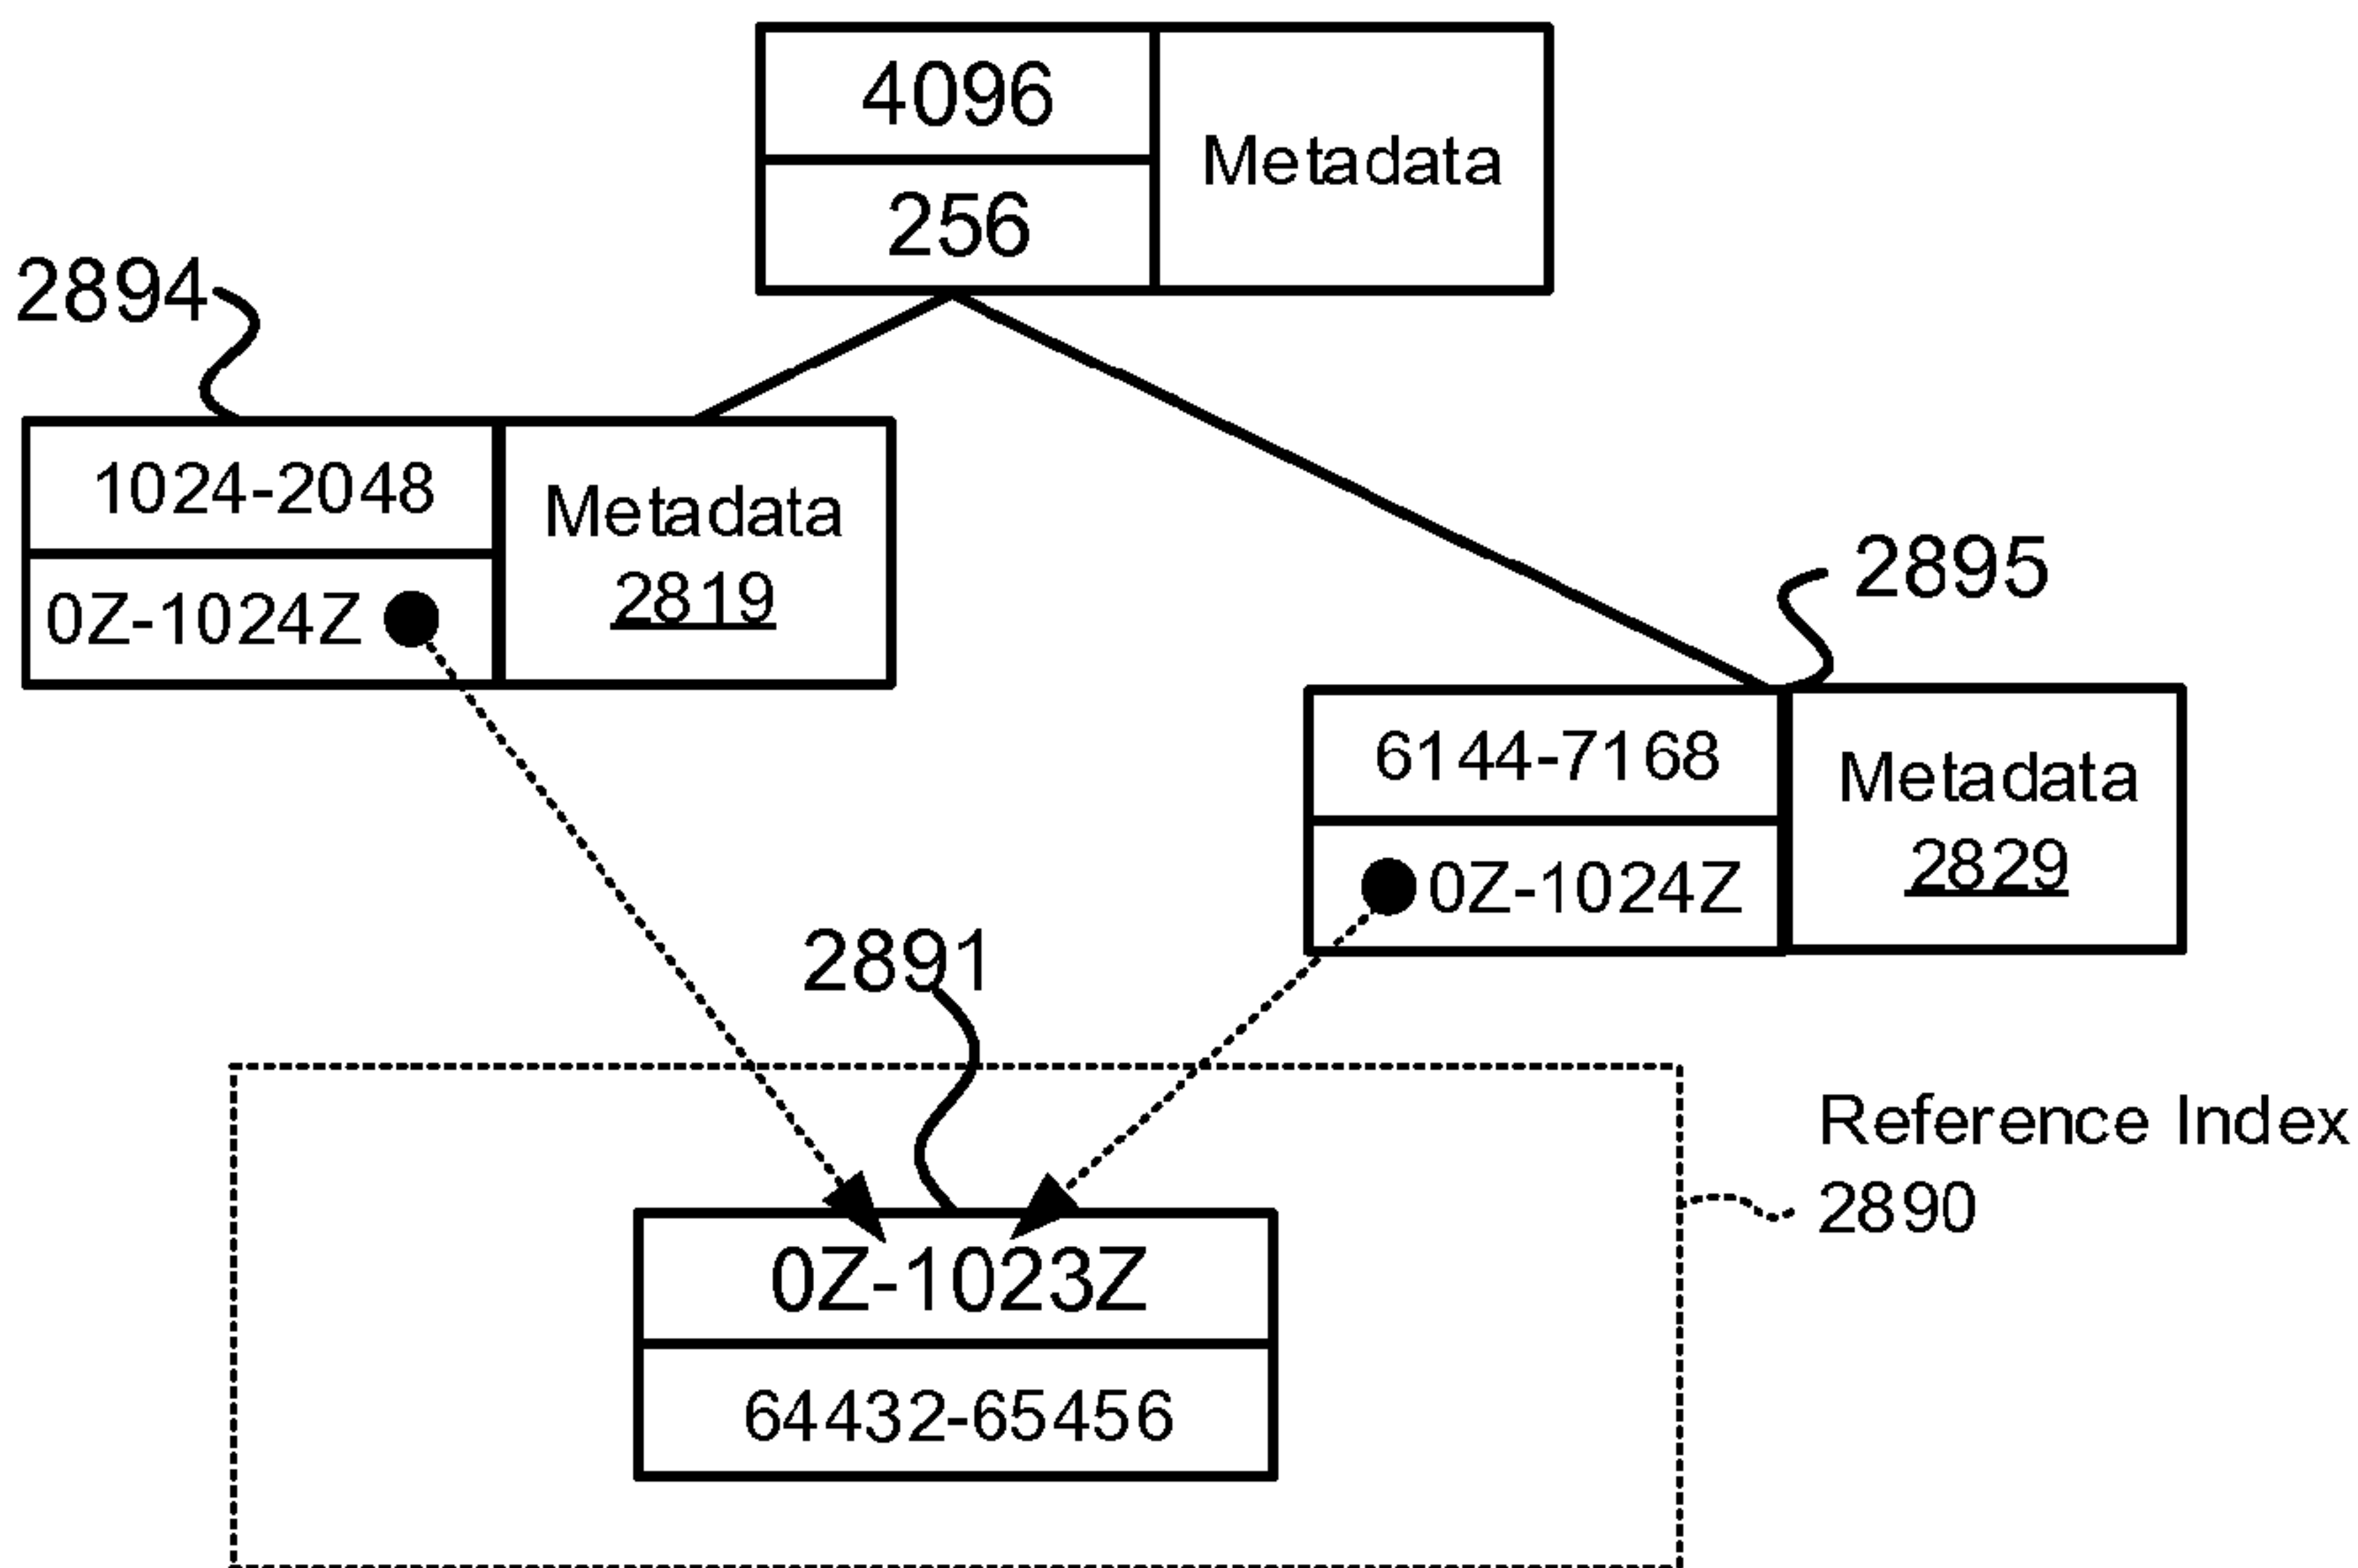 4096
Metadata
256
2894
1024-2048
Metadata
2819
0Z-1024Z
2895
6144-7168
Metadata
2829
0Z-1024Z
2891
Reference Index
2890
0Z-1023Z
64432-65456